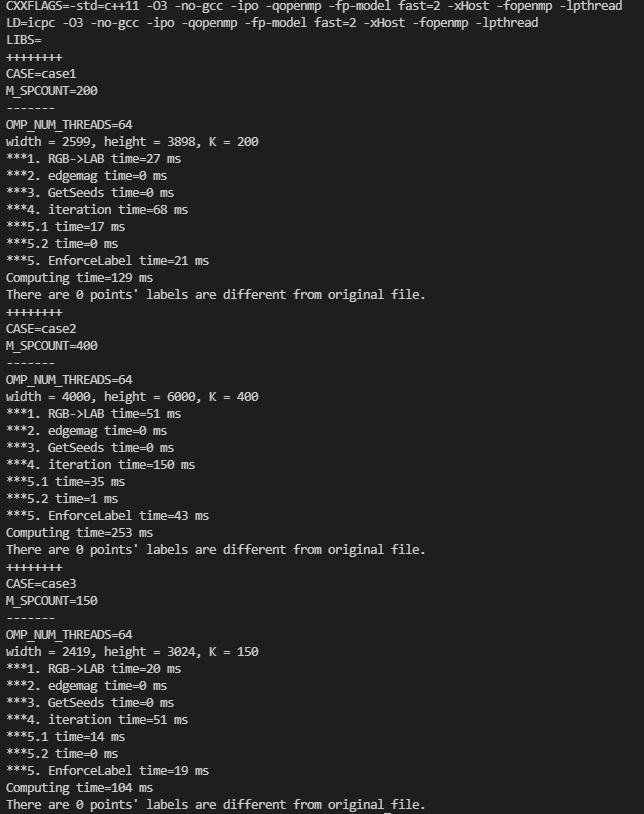 CXXFLAGS=-std=c++11 -O3 -no-gcc -ipo -qopenmp -fp-model fast=2 -xHost -fopenmp -lpthread
LD=icpc -O3 -no-gcc -ipo -qopenmp -fp-model fast=2 -xHost -fopenmp -lpthread
LIBS=
++++++++
CASE=case1
M_SPCOUNT=200
-------
OMP_NUM_THREADS=64
width = 2599, height = 3898, K = 200
***1. RGB->LAB time=27 ms
***2. edgemag time=0 ms
***3. GetSeeds time=0 ms
***4. iteration time=68 ms
***5.1 time=17 ms
***5.2 time=0 ms
***5. EnforceLabel time=21 ms
Computing time=129 ms
There are 0 points' labels are different from original file.
++++++++
CASE=case2
M_SPCOUNT=400
-------
OMP_NUM_THREADS=64
width = 4000, height = 6000, K = 400
***1. RGB->LAB time=51 ms
***2. edgemag time=0 ms
***3. GetSeeds time=0 ms
***4. iteration time=150 ms
***5.1 time=35 ms
***5.2 time=1 ms
***5. EnforceLabel time=43 ms
Computing time=253 ms
There are 0 points' labels are different from original file.
++++++++
CASE=case3
M_SPCOUNT=150
-------
OMP_NUM_THREADS=64
width = 2419, height = 3024, K = 150
***1. RGB->LAB time=20 ms
***2. edgemag time=0 ms
***3. GetSeeds time=0 ms
***4. iteration time=51 ms
***5.1 time=14 ms
***5.2 time=0 ms
***5. EnforceLabel time=19 ms
Computing time=104 ms
There are 0 points' labels are different from original file.